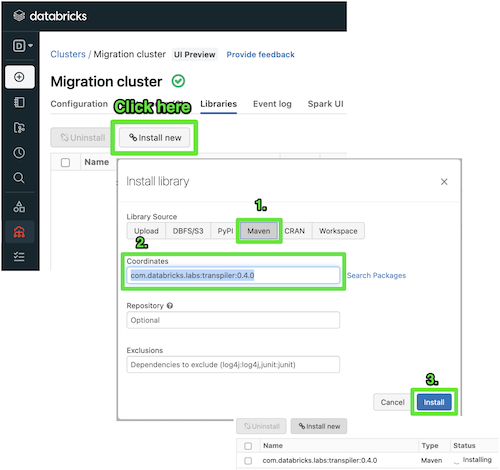 databricks
D
Clusters / Migration cluster UI Preview Provide feedback
Migration cluster
Configuration
Click here
Libraries Event log Spark UI
Uninstall Install new
Name
Install library
1.
Library Source
Upload DBFS/S3 PyPI Maven CRAN Workspace
2.
Coordinates
com.databricks.labs:transpiler:0.4.0 Search Packages
Repository
Optional
Exclusions
Dependencies to exclude (log4j:log4j,junit:junit)
3.
Cancel Install
Uninstall Install new
Name Type Status
com.databricks.labs:transpiler:0.4.0 Maven Installing